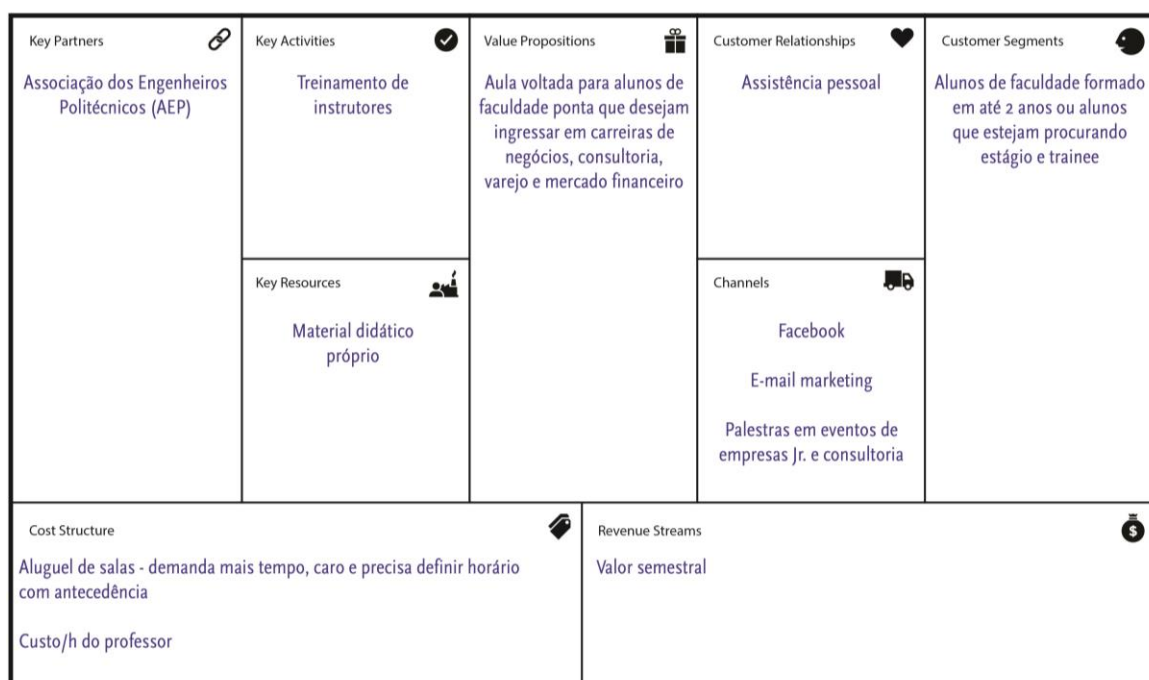 Key Partners
Associação dos Engenheiros
Politécnicos (AEP)
Key Activities
Treinamento de
instrutores
Key Resources
Material didático
próprio
Value Propositions
Aula voltada para alunos de
faculdade ponta que desejam
ingressar em carreiras de
negócios, consultoria,
varejo e mercado financeiro
Customer Relationships
Assistência pessoal
Channels
Facebook
E-mail marketing
Palestras em eventos de
empresas Jr. e consultoria
Customer Segments
Alunos de faculdade formado
em até 2 anos ou alunos
que estejam procurando
estágio e trainee
Cost Structure
Aluguel de salas - demanda mais tempo, caro e precisa definir horário
com antecedência
Custo/h do professor
Revenue Streams
$
Valor semestral